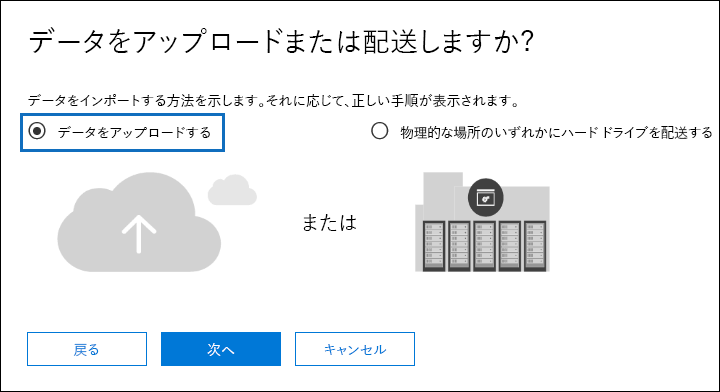 データをアップロードまたは配送しますか?
データをインポートする方法を示します。それに応じて、正しい手順が表示されます。
データをアップロードする
物理的な場所のいずれかにハード ドライブを配送する
または
戻る
次へ
キャンセル